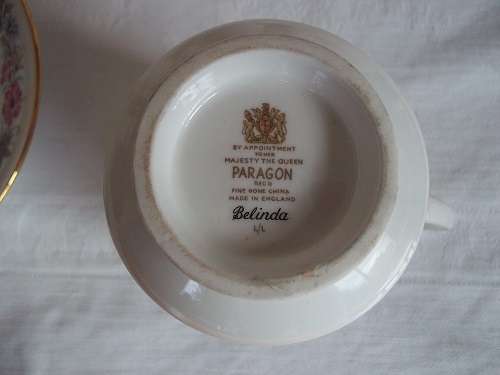 BY APPOINTMENT
TO HER
MAJESTY THE QUEEN
PARAGON
REG'D
FINE BONE CHINA
MADE IN ENGLAND
Belinda
L/L